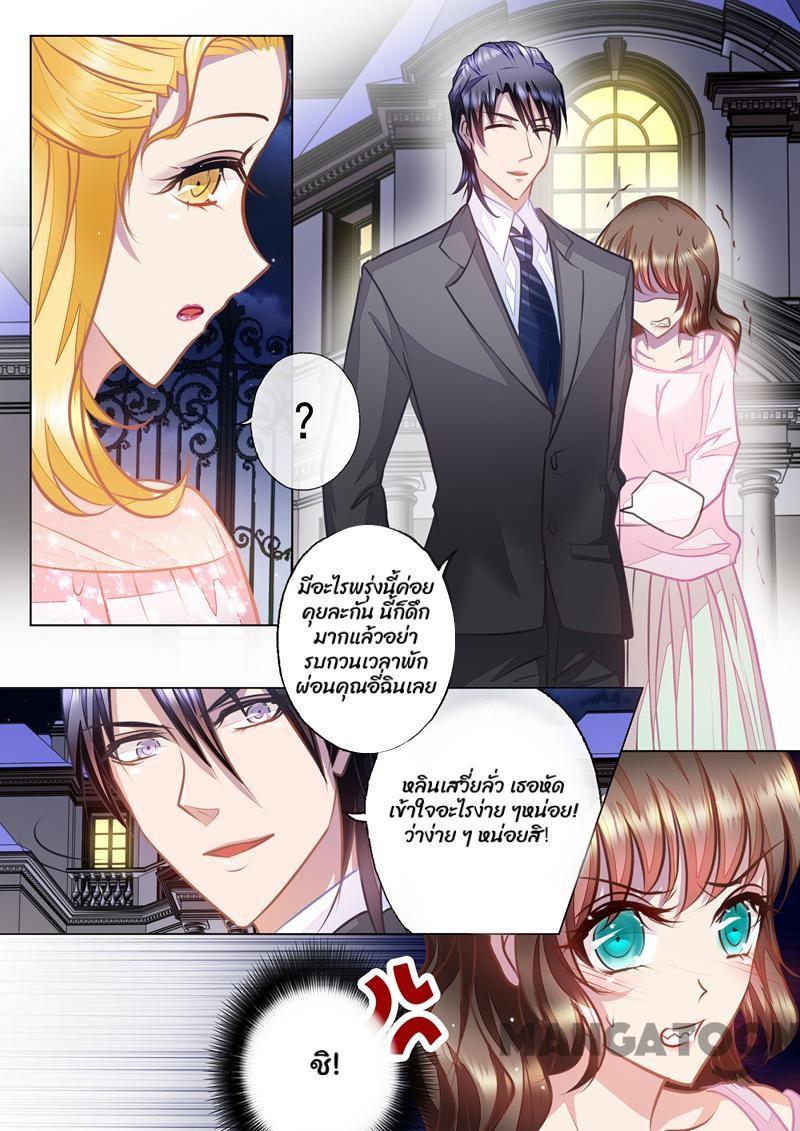 ?
มีอะไรพรุ่งนี้ค่อย
คุยละกัน นี้ก็ดึก
มากแล้วอย่า
รบกวนเวลาพัก
ผ่อนคุณอี่ฉินเลย
หลินเสวี่ยลั่ว เธอหัด
เข้าใจอะไรง่าย ๆหน่อย!
ว่าง่าย ๆ หน่อยสิ!
ชิ!
MANGATOON